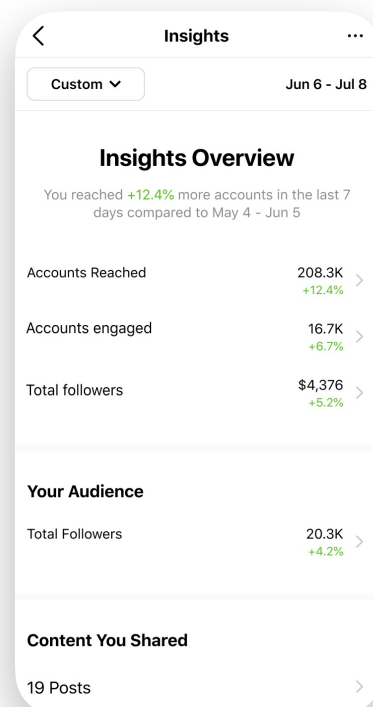 Insights
Custom
Jun 6 - Jul 8
Insights Overview
You reached +12.4% more accounts in the last 7
days compared to May 4 - Jun 5
Accounts Reached
208.3K
+12.4%
Accounts engaged
16.7K
+6.7%
Total followers
$4,376
+5.2%
Your Audience
Total Followers
20.3K
+4.2%
Content You Shared
19 Posts